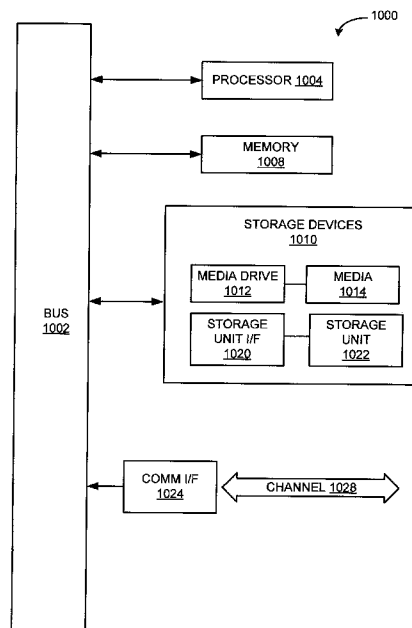 1000
PROCESSOR 1004
MEMORY
1008
STORAGE DEVICES
1010
MEDIA DRIVE
1012
MEDIA
1014
STORAGE
UNIT I/F
1020
STORAGE
UNIT
1022
BUS
1002
COMM I/F
1024
CHANNEL 1028